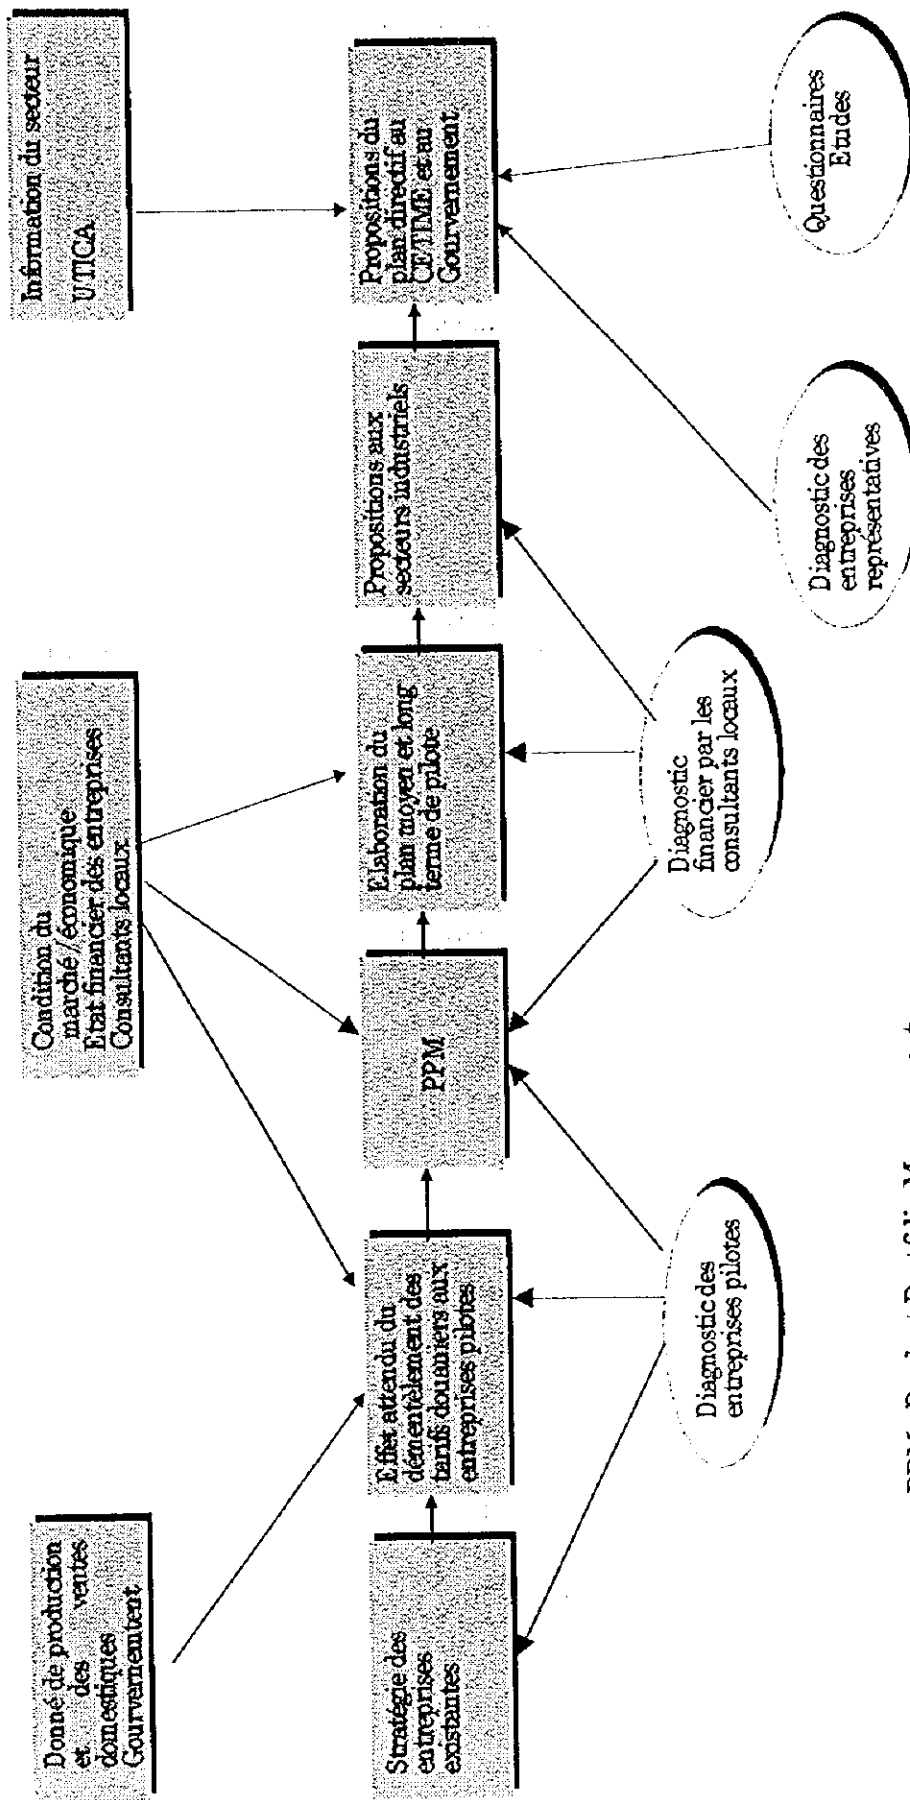 Donné de production
et des ventes
domestiques
Gourvernemtent
Condition du
marché /économique
Etat financier des entreprises
Consultants locaux
Information du secteur
UTICA
Stratégie des
entreprises
existantes
Effet attendu du
démentèlement des
tarifs douaniers aux
entreprises pilotes
PPM
Elaboration du
plan moyen et long
terme de pilote
Propositions aux
secteurs industriels
Propositions du
plan directif au
CETIME et au
Gourvernement
Diagnostic des
entreprises pilotes
Diagnostic
financier par les
consultants locaux
Diagnostic des
entreprises
représentatives
Questionnaires
Etudes